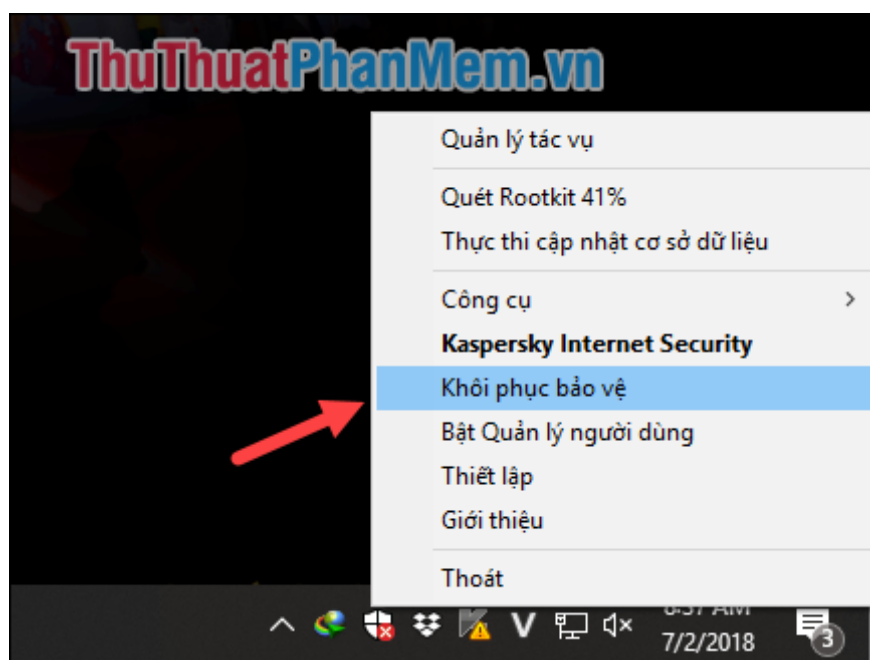 ThuThuatPhanMem.vn
Quản lý tác vụ
Quét Rootkit 41%
Thực thi cập nhật cơ sở dữ liệu
Công cụ
Kaspersky Internet Security
Khôi phục bảo vệ
Bật Quản lý người dùng
Thiết lập
Giới thiệu
Thoát
V
7/2/2018
3